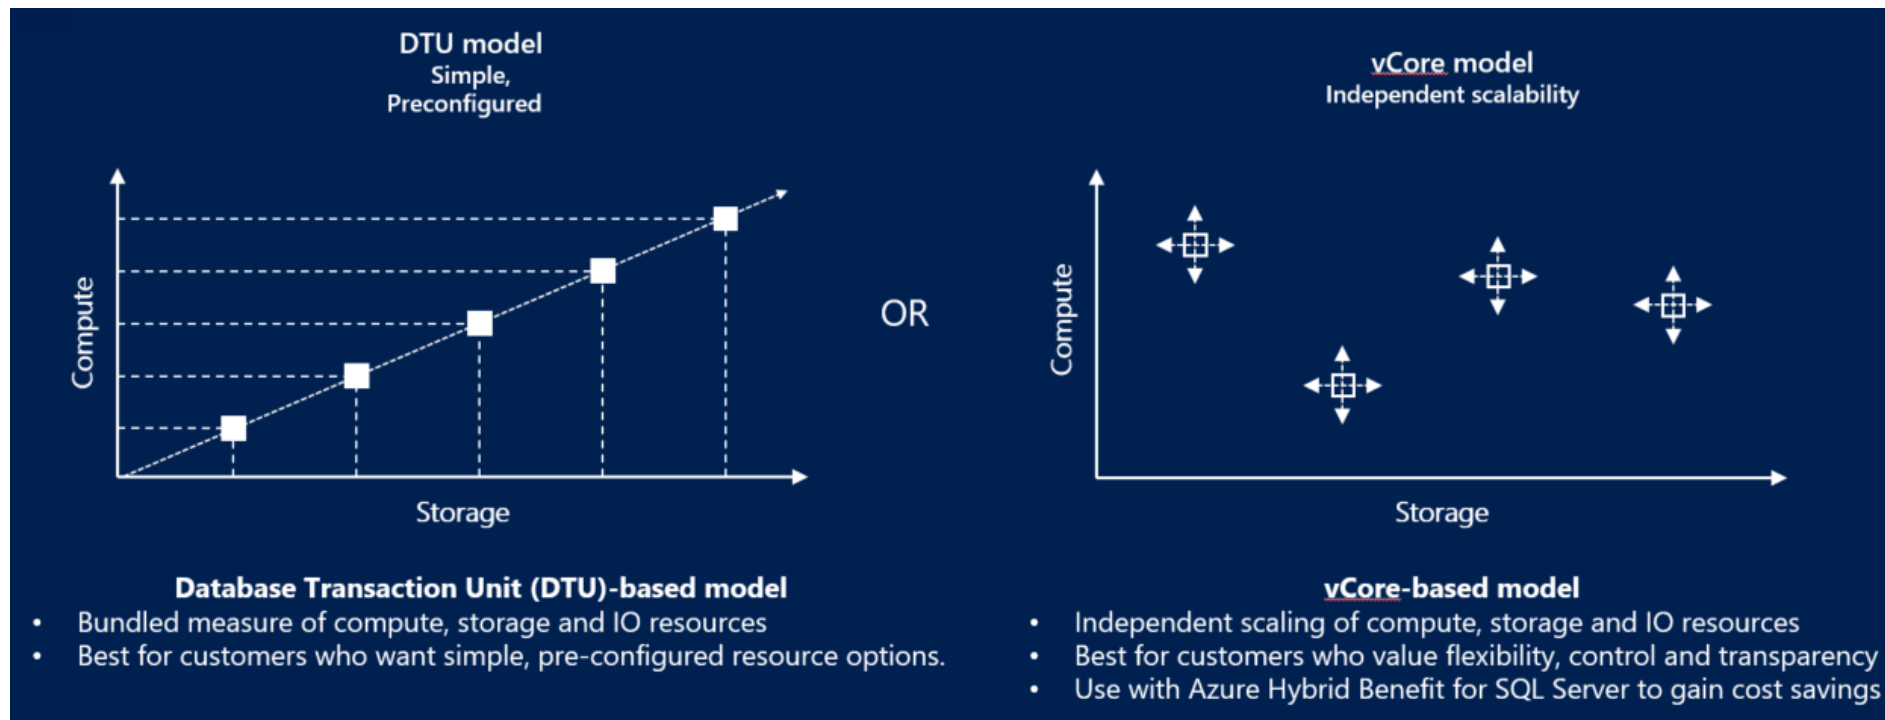 DTU model
Simple,
Preconfigured
Compute
Storage
Database Transaction Unit (DTU)-based model
• Bundled measure of compute, storage and IO resources
• Best for customers who want simple, pre-configured resource options.
OR
vCore model
Independent scalability
Compute
Storage
vCore-based model
• Independent scaling of compute, storage and IO resources
• Best for customers who value flexibility, control and transparency
• Use with Azure Hybrid Benefit for SQL Server to gain cost savings